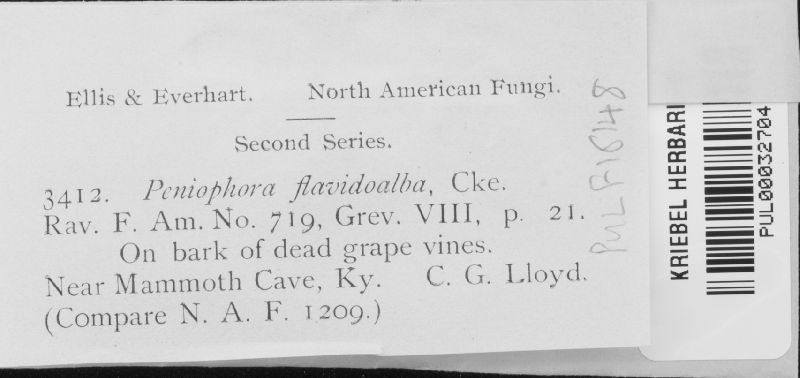 Ellis & Everhart. North American Fungi.
Second Series.
3412. Peniophora flavidoalba, Cke.
Rav. F. Am. No. 719, Grev. VIII, p. 21.
On bark of dead grape vines.
Near Mammoth Cave, Ky. C. G. Lloyd.
(Compare N. A. F. 1209.)
PUL F16148
KRIEBEL HERBARI
PUL00032704